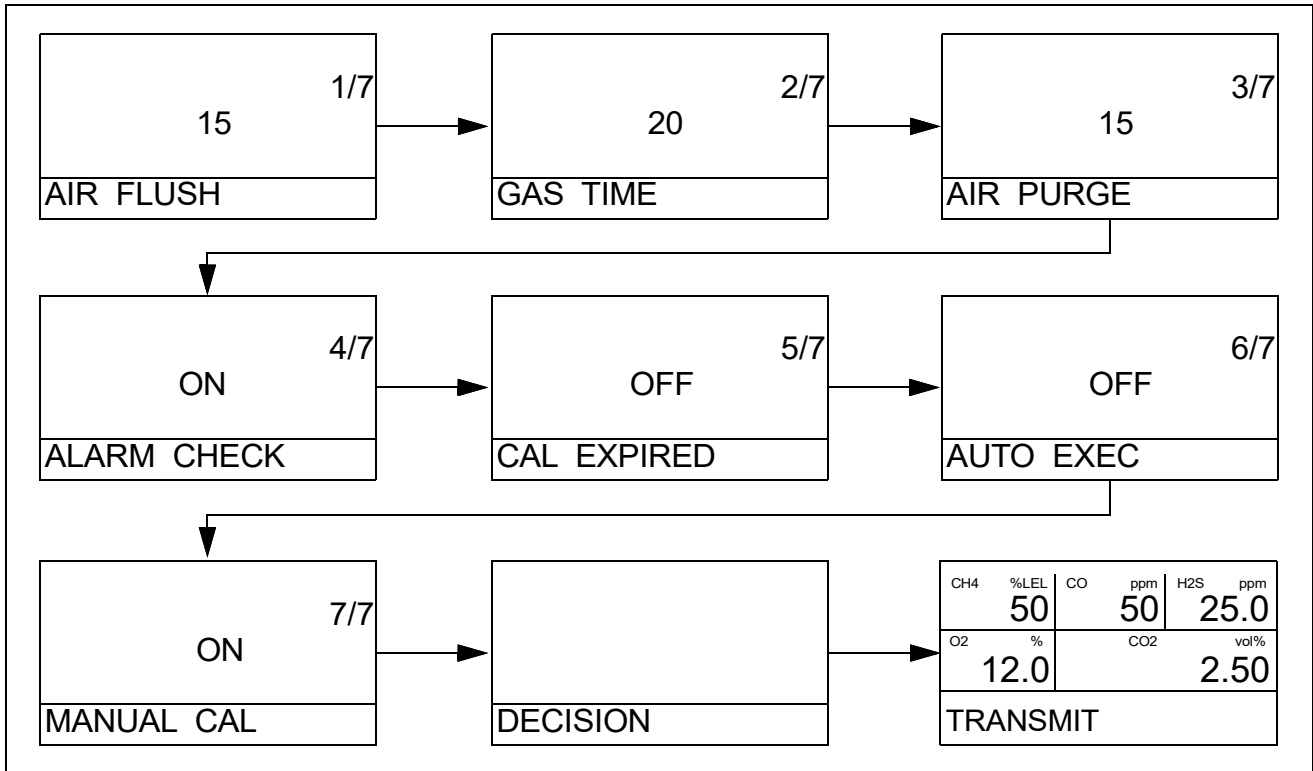 1/7
15
AIR FLUSH
2/7
20
GAS TIME
3/7
15
AIR PURGE
4/7
ON
ALARM CHECK
5/7
OFF
CAL EXPIRED
6/7
OFF
AUTO EXEC
7/7
ON
MANUAL CAL
DECISION
CH4 %LEL CO ppm H2S ppm
50 50 25.0
O2 % CO2 vol%
12.0 2.50
TRANSMIT